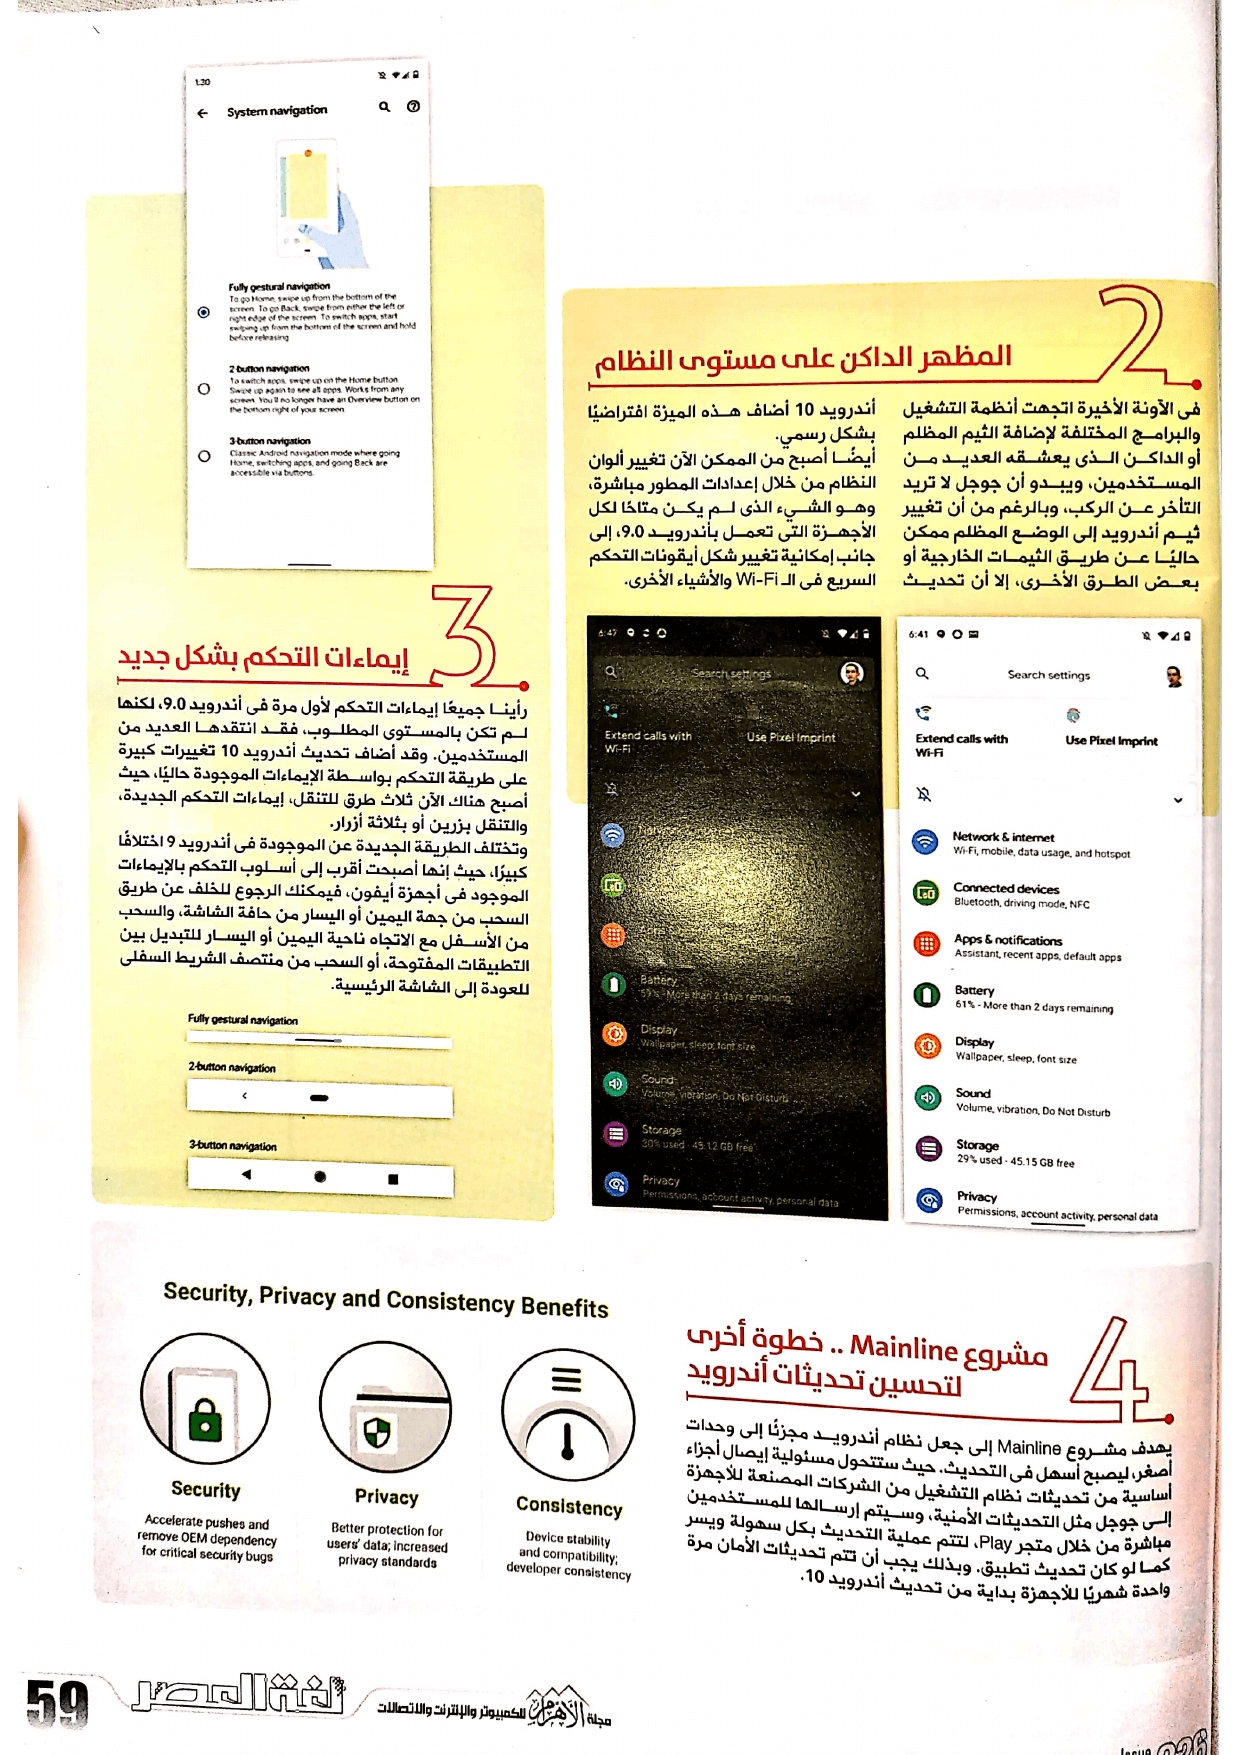 2
المظهر الداكن على مستوى النظام
فى الآونة الأخيرة اتجهت أنظمة التشغيل
والبرامج المختلفة لإضافة الثيم المظلم
أو الداكن الذى يعشقه العديد من
المستخدمين، ويبدو أن جوجل لا تريد
التأخر عن الركب، وبالرغم من أن تغيير
ثيم أندرويد إلى الوضع المظلم ممكن
حاليًا عن طريق الثيمات الخارجية أو
بعض الطرق الأخرى، إلا أن تحديث
أندرويد 10 أضاف هذه الميزة افتراضيًا
بشكل رسمي.
أيضًا أصبح من الممكن الآن تغيير ألوان
النظام من خلال إعدادات المطور مباشرة،
وهو الشيء الذى لم يكن متاحًا لكل
الأجهزة التى تعمل بأندرويد 9.0، إلى
جانب إمكانية تغيير شكل أيقونات التحكم
السريع فى الـ Wi-Fi والأشياء الأخرى.
6:41
Search settings
Extend calls with
Wi-Fi
Use Pixel Imprint
Network & internet
Wi-Fi, mobile, data usage, and hotspot
Connected devices
Bluetooth, driving mode, NFC
Apps & notifications
Assistant, recent apps, default apps
Battery
61% - More than 2 days remaining
Display
Wallpaper, sleep, font size
Sound
Volume, vibration, Do Not Disturb
Storage
29% used - 45.15 GB free
Privacy
Permissions, account activity, personal data
6:42
Search settings
Extend calls with
Wi-Fi
Use Pixel Imprint
Battery
More than 2 days remaining
Display
Wallpaper, sleep, font size
Sound
Volume, vibration, Do Not Disturb
Storage
30% used - 45.12 GB free
Privacy
Permissions, account activity, personal data
1:30
System navigation
Fully gestural navigation
To go Home, swipe up from the bottom of the
screen. To go Back, swipe from either the left or
right edge of the screen. To switch apps, start
swiping up from the bottom of the screen and hold
before releasing.
2-button navigation
To switch apps, swipe up on the Home button.
Swipe up again to see all apps. Works from any
screen. You'll no longer have an Overview button on
the bottom right of your screen.
3-button navigation
Classic Android navigation mode where going
Home, switching apps, and going Back are
accessible via buttons.
3
إيماءات التحكم بشكل جديد
رأينا جميعًا إيماءات التحكم لأول مرة فى أندرويد 9.0، لكنها
لم تكن بالمستوى المطلوب، فقد انتقدها العديد من
المستخدمين. وقد أضاف تحديث أندرويد 10 تغييرات كبيرة
على طريقة التحكم بواسطة الإيماءات الموجودة حاليًا، حيث
أصبح هناك الآن ثلاث طرق للتنقل، إيماءات التحكم الجديدة،
والتنقل بزرين أو بثلاثة أزرار.
وتختلف الطريقة الجديدة عن الموجودة فى أندرويد 9 اختلافًا
كبيرًا، حيث إنها أصبحت أقرب إلى أسلوب التحكم بالإيماءات
الموجود فى أجهزة أيفون، فيمكنك الرجوع للخلف عن طريق
السحب من جهة اليمين أو اليسار من حافة الشاشة، والسحب
من الأسفل مع الاتجاه ناحية اليمين أو اليسار للتبديل بين
التطبيقات المفتوحة، أو السحب من منتصف الشريط السفلى
للعودة إلى الشاشة الرئيسية.
Fully gestural navigation
2-button navigation
3-button navigation
4
مشروع Mainline .. خطوة أخرى
لتحسين تحديثات أندرويد
يهدف مشروع Mainline إلى جعل نظام أندرويد مجزئًا إلى وحدات
أصغر، ليصبح أسهل فى التحديث، حيث ستتحول مسئولية إيصال أجزاء
أساسية من تحديثات نظام التشغيل من الشركات المصنعة للأجهزة
إلى جوجل مثل التحديثات الأمنية، وسيتم إرسالها للمستخدمين
مباشرة من خلال متجر Play، لتتم عملية التحديث بكل سهولة ويسر
كما لو كان تحديث تطبيق. وبذلك يجب أن تتم تحديثات الأمان مرة
واحدة شهريًا للأجهزة بداية من تحديث أندرويد 10.
Security, Privacy and Consistency Benefits
Security
Accelerate pushes and
remove OEM dependency
for critical security bugs
Privacy
Better protection for
users' data; increased
privacy standards
Consistency
Device stability
and compatibility;
developer consistency
59
لغة العصر
مجلة الأهرام للكمبيوتر والإنترنت والاتصالات